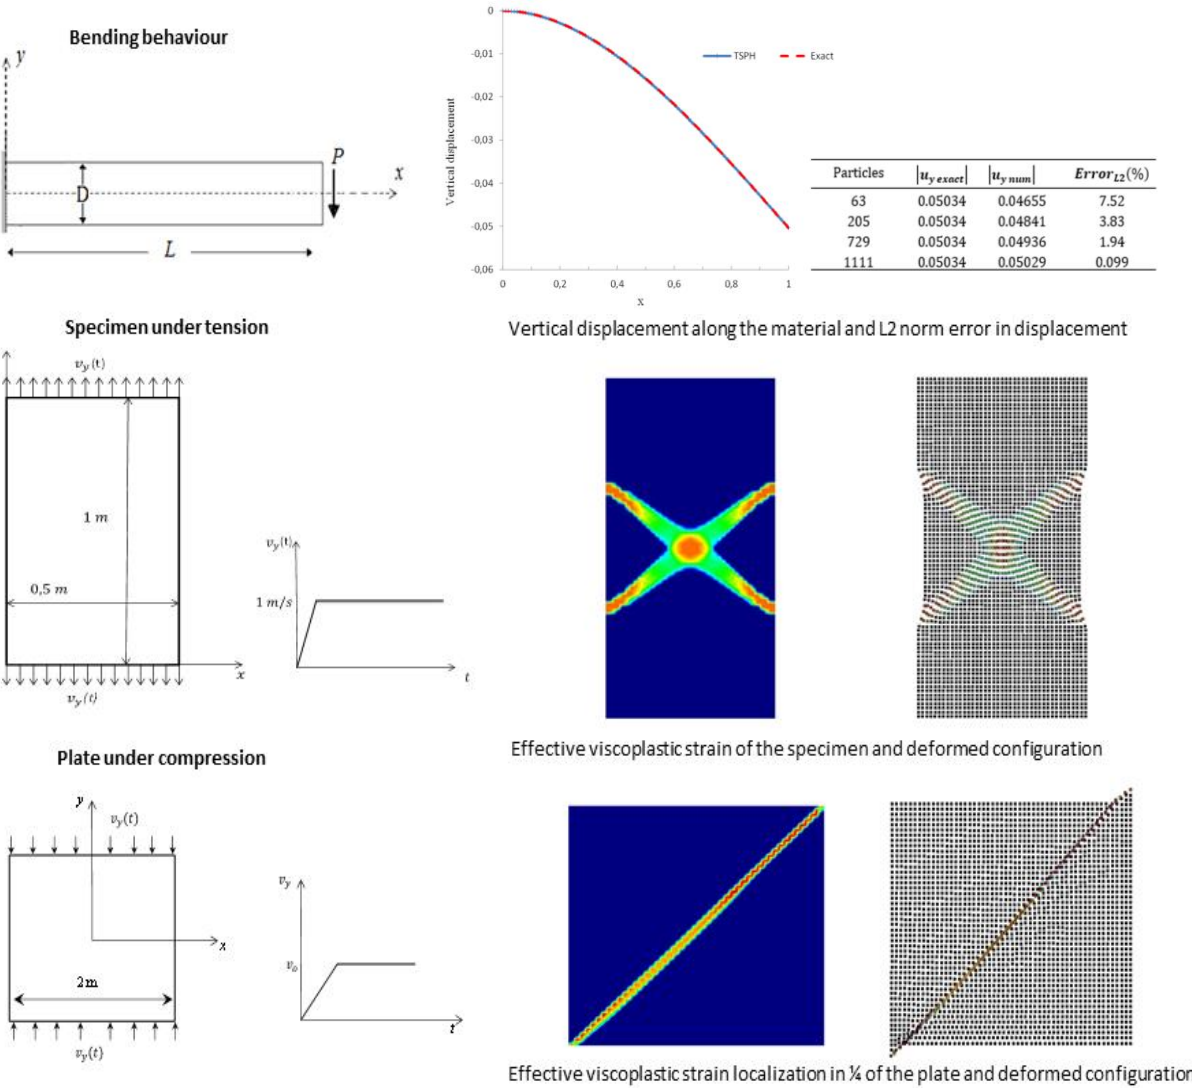 Bending behaviour
y
D
P
x
L
0
-0,01
-0,02
-0,03
-0,04
-0,05
-0,06
Vertical displacement
0
0,2
0,4
0,6
0,8
1
x
TSPH
Exact
Particles |u_y exact| |u_y num| Error_L2(%)
63 0.05034 0.04655 7.52
205 0.05034 0.04841 3.83
729 0.05034 0.04936 1.94
1111 0.05034 0.05029 0.099
Vertical displacement along the material and L2 norm error in displacement
Specimen under tension
v_y(t)
1 m
0,5 m
x
v_y(t)
v_y(t)
1 m/s
t
Effective viscoplastic strain of the specimen and deformed configuration
Plate under compression
y
v_y(t)
x
2m
v_y(t)
v_y
v_o
t
Effective viscoplastic strain localization in ¼ of the plate and deformed configuration